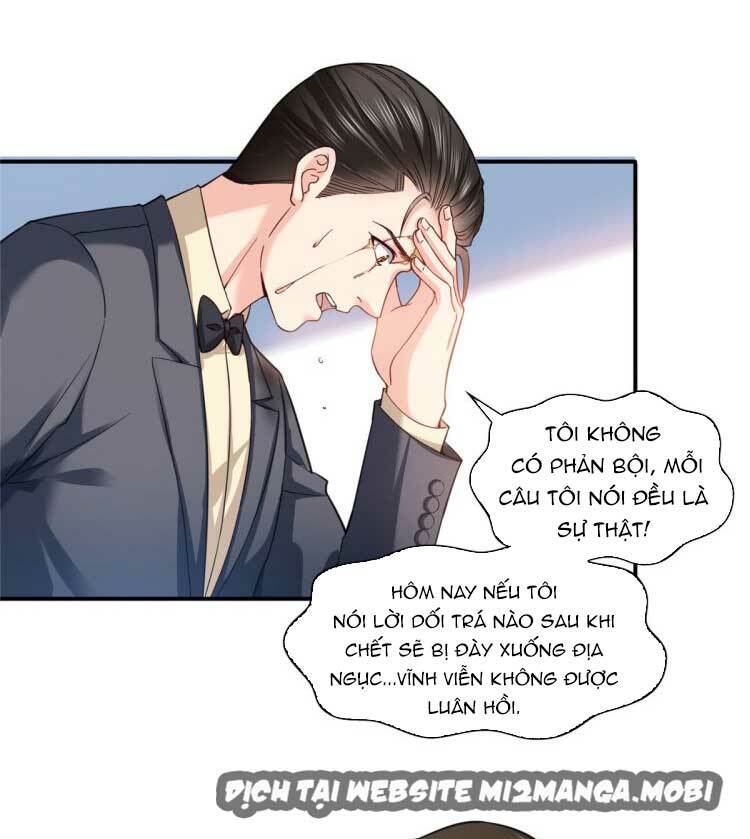 TÔI KHÔNG
CÓ PHẢN BỘI, MỖI
CÂU TÔI NÓI ĐỀU LÀ
SỰ THẬT!
HÔM NAY NẾU TÔI
NÓI LỜI DỐI TRÁ NÀO SAU KHI
CHẾT SẼ BỊ ĐÀY XUỐNG ĐỊA
NGỤC...VĨNH VIỄN KHÔNG ĐƯỢC
LUÂN HỒI.
DỊCH TẠI WEBSITE MI2MANGA.MOBI